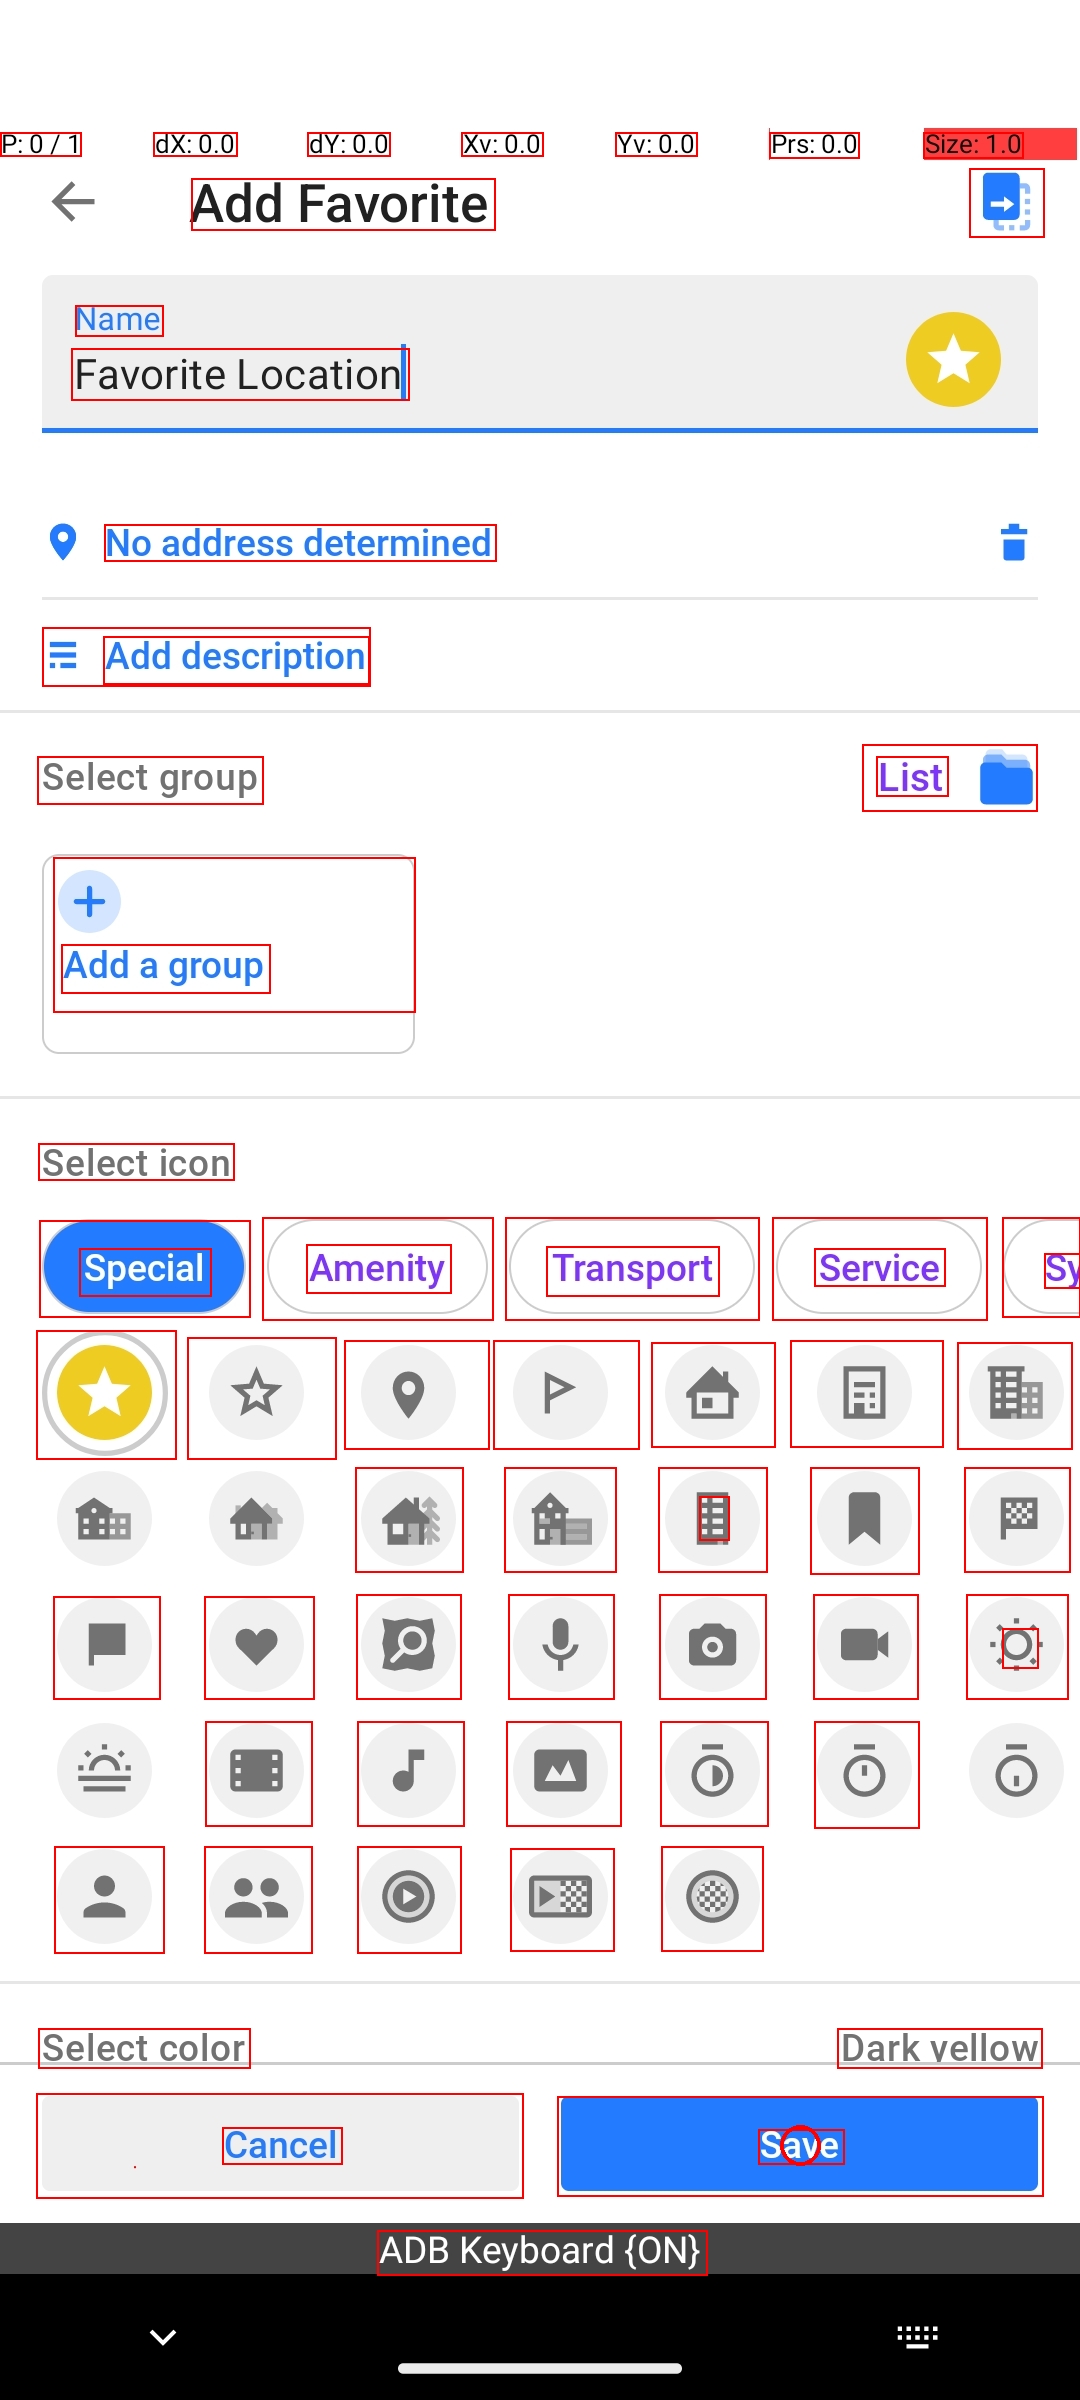 P: 0 / 1 dX: 0.0 dY: 0.0 Xv: 0.0 Yv: 0.0 Prs: 0.0 Size: 1.0
Add Favorite
Name
Favorite Location
No address determined
Add description
Select group List
Add a group
Select icon
Special Amenity Transport Service Sy
Select color Dark yellow
Cancel Save
ADB Keyboard {ON}